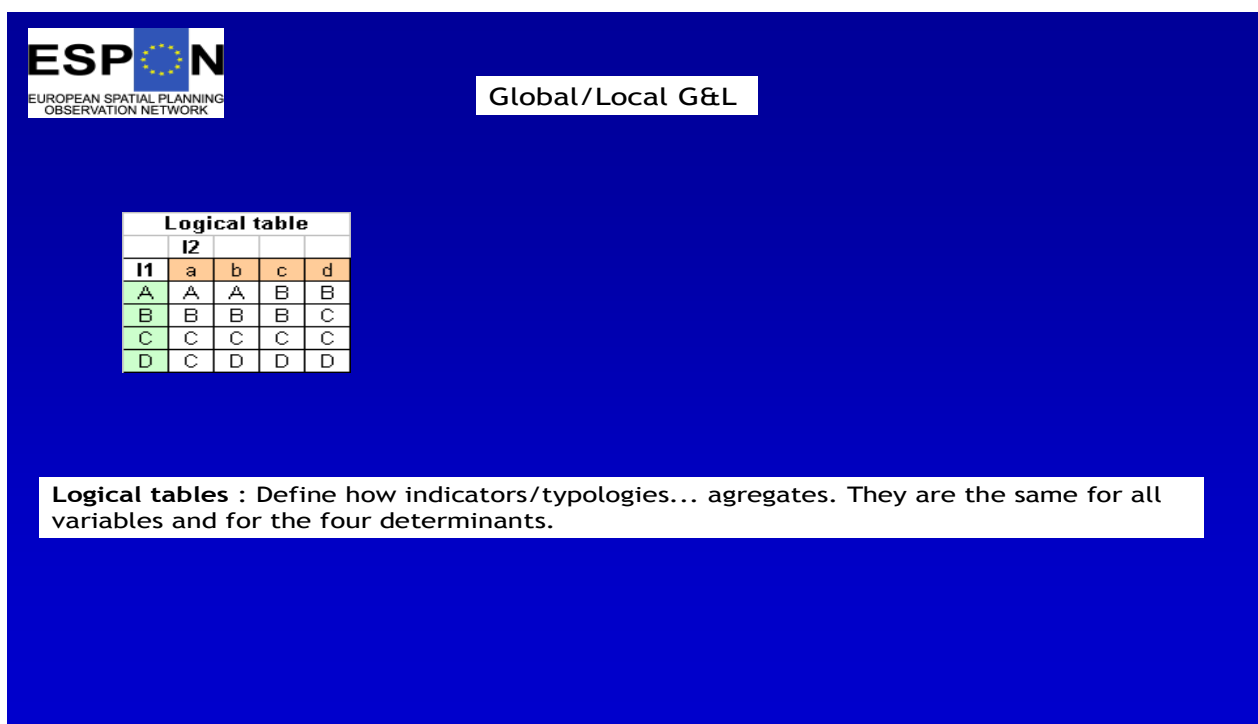 ESPON
EUROPEAN SPATIAL PLANNING
OBSERVATION NETWORK
Global/Local G&L
Logical table
I2
I1 a b c d
A A A B B
B B B B C
C C C C C
D C D D D
Logical tables : Define how indicators/typologies... agregates. They are the same for all
variables and for the four determinants.